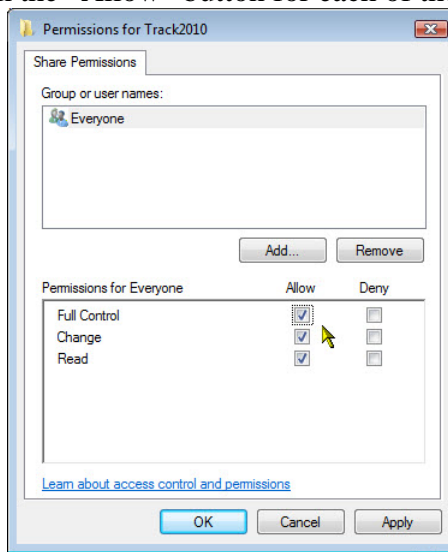 Permissions for Track2010
Share Permissions
Group or user names:
Everyone
Add... Remove
Permissions for Everyone Allow Deny
Full Control
Change
Read
Learn about access control and permissions
OK Cancel Apply